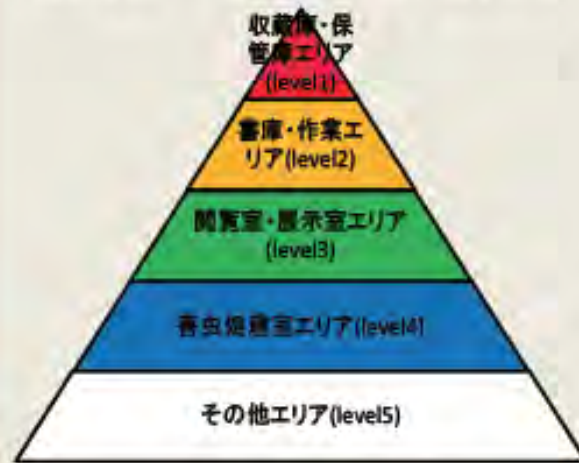 収蔵庫・保
管庫エリア
(level1)
書庫・作業エ
リア(level2)
閲覧室・展示室エリア
(level3)
害虫燻蒸室エリア(level4)
その他エリア(level5)